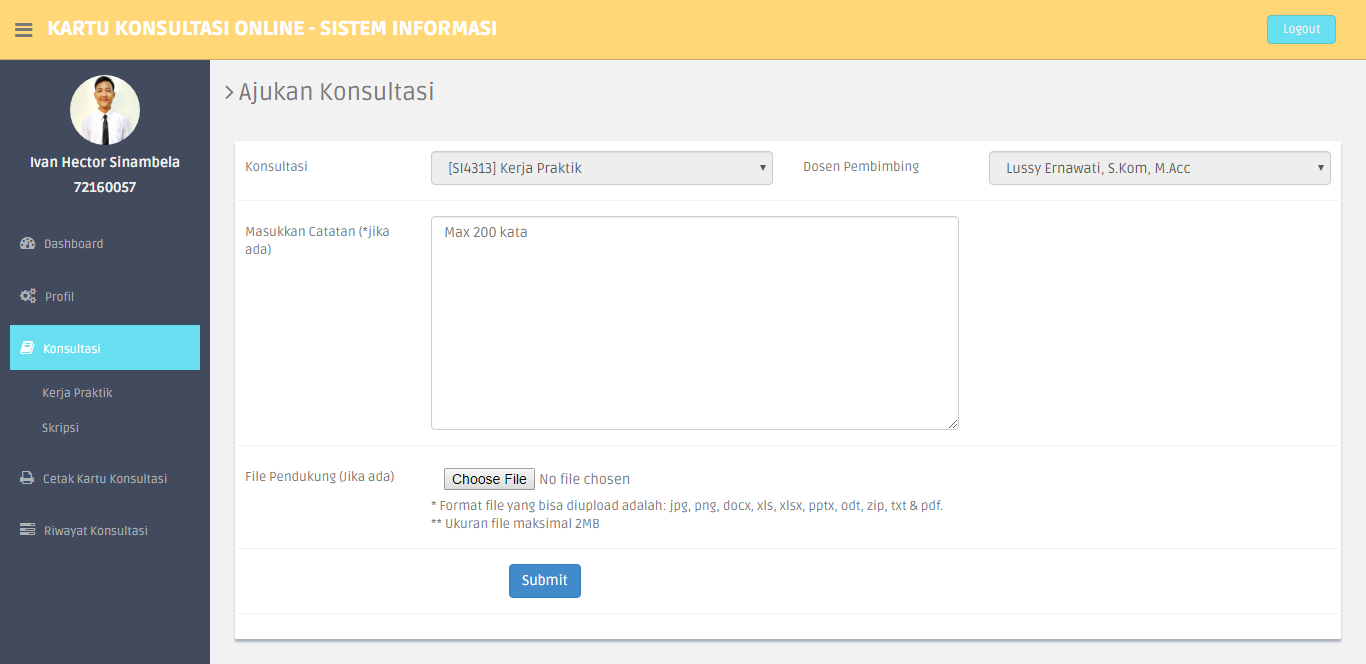 KARTU KONSULTASI ONLINE - SISTEM INFORMASI
Logout
Ivan Hector Sinambela
72160057
Dashboard
Profil
Konsultasi
Kerja Praktik
Skripsi
Cetak Kartu Konsultasi
Riwayat Konsultasi
Ajukan Konsultasi
Konsultasi
[SI4313] Kerja Praktik
Dosen Pembimbing
Lussy Ernawati, S.Kom, M.Acc
Masukkan Catatan (*jika
ada)
Max 200 kata
File Pendukung (Jika ada)
Choose File No file chosen
* Format file yang bisa diupload adalah: jpg, png, docx, xls, xlsx, pptx, odt, zip, txt & pdf.
** Ukuran file maksimal 2MB
Submit